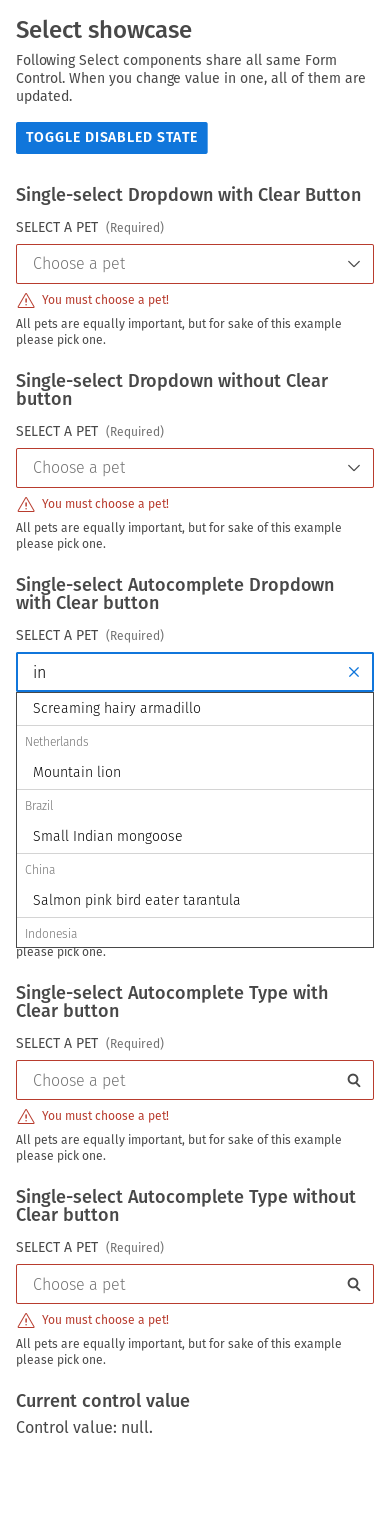 Select showcase
Following Select components share all same Form
Control. When you change value in one, all of them are
updated.
TOGGLE DISABLED STATE
Single-select Dropdown with Clear Button
SELECT A PET (Required)
Choose a pet
You must choose a pet!
All pets are equally important, but for sake of this example
please pick one.
Single-select Dropdown without Clear
button
SELECT A PET (Required)
Choose a pet
You must choose a pet!
All pets are equally important, but for sake of this example
please pick one.
Single-select Autocomplete Dropdown
with Clear button
SELECT A PET (Required)
in
Screaming hairy armadillo
Netherlands
Mountain lion
Brazil
Small Indian mongoose
China
Salmon pink bird eater tarantula
Indonesia
please pick one.
Single-select Autocomplete Type with
Clear button
SELECT A PET (Required)
Choose a pet
You must choose a pet!
All pets are equally important, but for sake of this example
please pick one.
Single-select Autocomplete Type without
Clear button
SELECT A PET (Required)
Choose a pet
You must choose a pet!
All pets are equally important, but for sake of this example
please pick one.
Current control value
Control value: null.